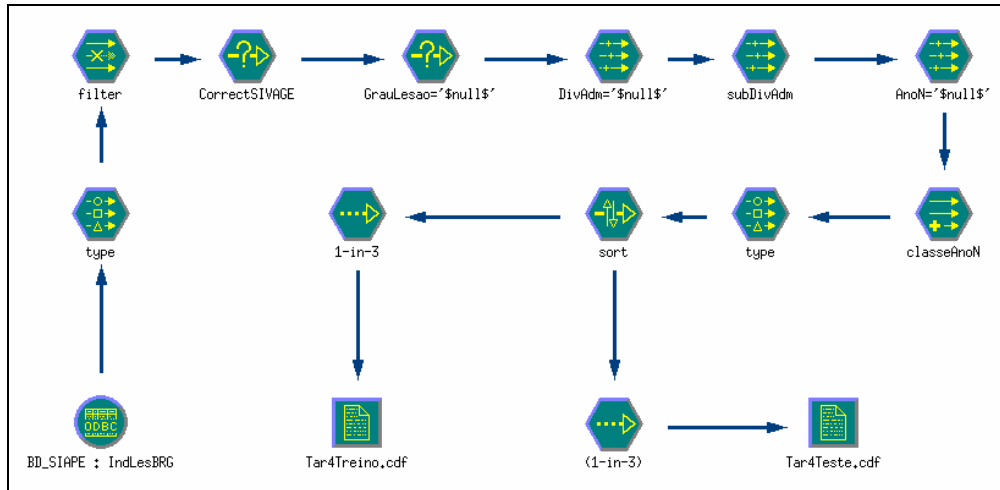 filter
CorrectSIVAGE
GrauLesao='$null$'
DivAdm='$null$'
subDivAdm
AnoN='$null$'
type
1-in-3
sort
type
classeAnoN
ODBC
BD_SIAPE : IndLesBRG
Tar4Treino.cdf
(1-in-3)
Tar4Teste.cdf